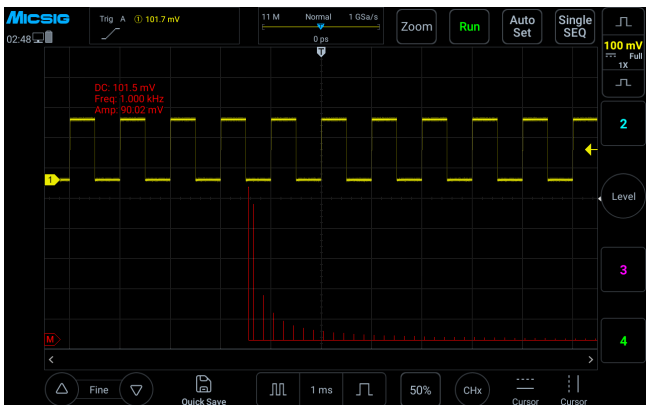 Micsig
02:48
Trig A ① 101.7 mV
11 M Normal 1 GSa/s
0 ps
Zoom
Run
Auto
Set
Single
SEQ
100 mV
Full
1X
T
DC: 101.5 mV
Freq: 1.000 kHz
Amp: 90.02 mV
1
2
Level
3
M
4
Fine
Quick Save
1 ms
50%
CHx
Cursor
Cursor